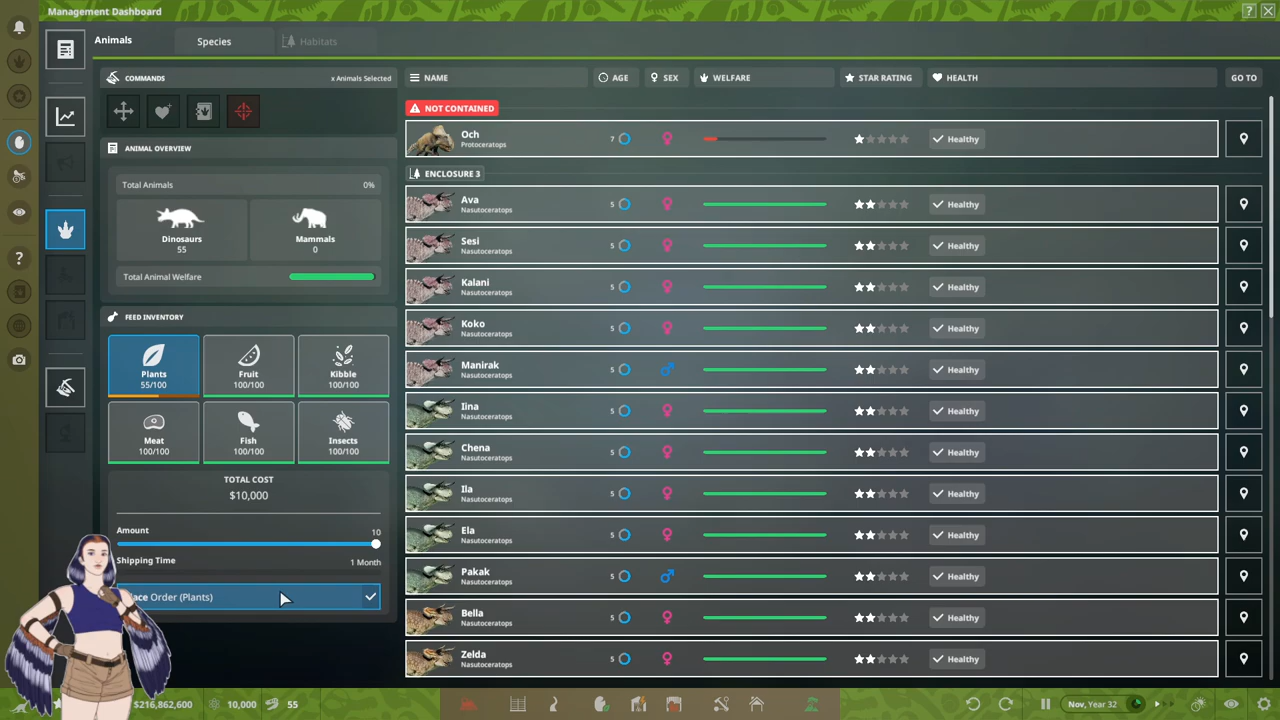 Management Dashboard
Animals
Species
Habitats
COMMANDS
x Animals Selected
ANIMAL OVERVIEW
Total Animals
0%
Dinosaurs
55
Mammals
0
Total Animal Welfare
FEED INVENTORY
Plants
55/100
Fruit
100/100
Kibble
100/100
Meat
100/100
Fish
100/100
Insects
100/100
TOTAL COST
$10,000
Amount
10
Shipping Time
1 Month
ace Order (Plants)
NAME
AGE
SEX
WELFARE
STAR RATING
HEALTH
GO TO
NOT CONTAINED
Och
Protoceratops
7
Healthy
ENCLOSURE 3
Ava
Nasutoceratops
5
Healthy
Sesi
Nasutoceratops
5
Healthy
Kalani
Nasutoceratops
5
Healthy
Koko
Nasutoceratops
5
Healthy
Manirak
Nasutoceratops
5
Healthy
Iina
Nasutoceratops
5
Healthy
Chena
Nasutoceratops
5
Healthy
Ila
Nasutoceratops
5
Healthy
Ela
Nasutoceratops
5
Healthy
Pakak
Nasutoceratops
5
Healthy
Bella
Nasutoceratops
5
Healthy
Zelda
Nasutoceratops
5
Healthy
$216,862,600
10,000
55
Nov, Year 32